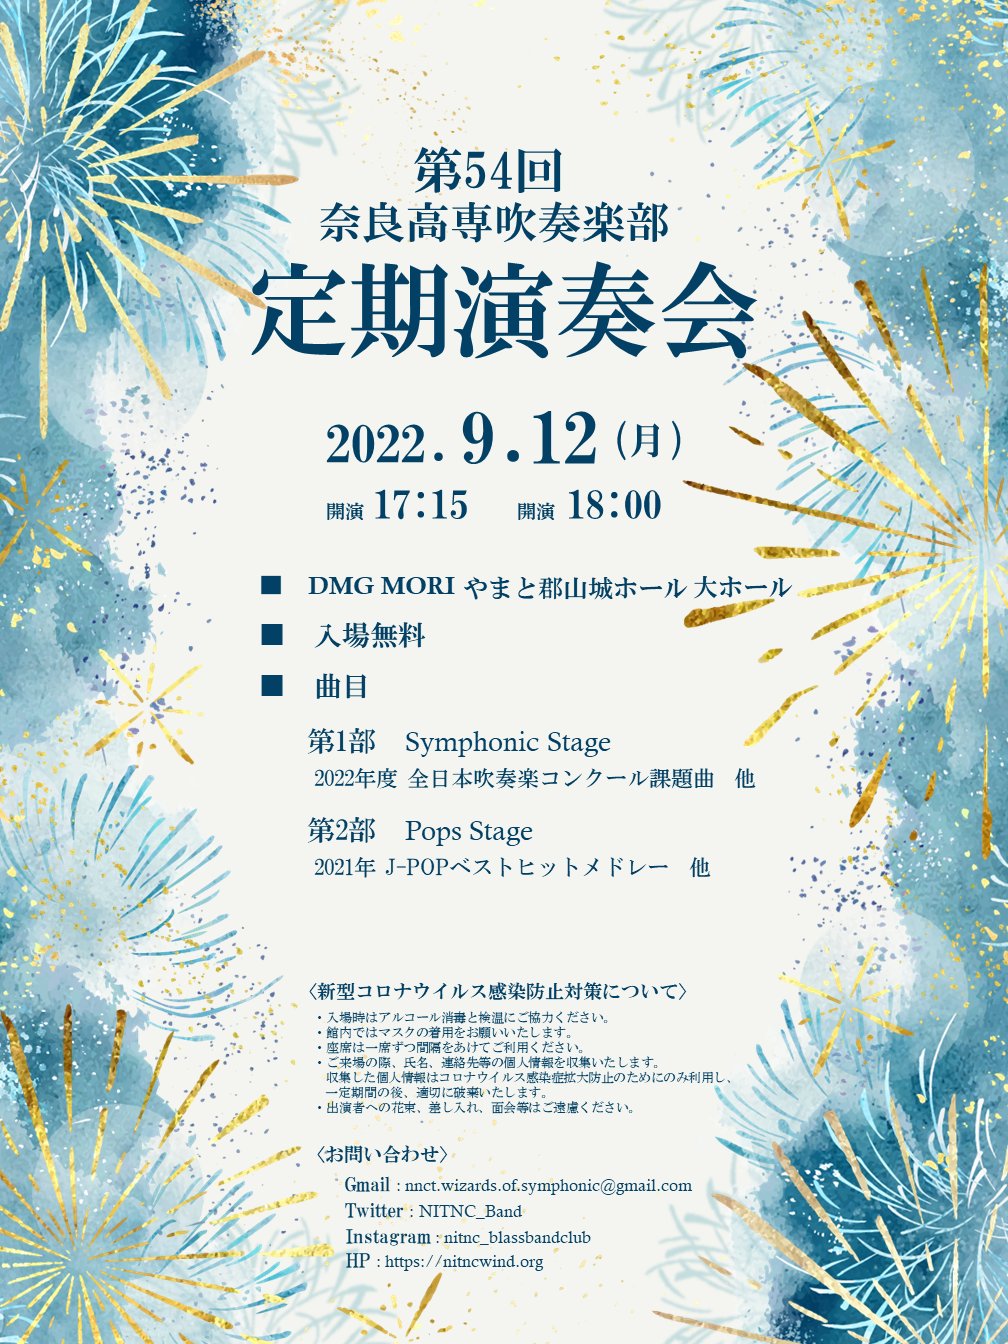 第54回
奈良高専吹奏楽部
定期演奏会
2022.9.12(月)
開演 17:15 開演 18:00
■ DMG MORI やまと郡山城ホール 大ホール
■ 入場無料
■ 曲目
第1部 Symphonic Stage
2022年度 全日本吹奏楽コンクール課題曲 他
第2部 Pops Stage
2021年 J-POPベストヒットメドレー 他
〈新型コロナウイルス感染防止対策について〉
・入場時はアルコール消毒と検温にご協力ください。
・館内ではマスクの着用をお願いいたします。
・座席は一席ずつ間隔をあけてご利用ください。
・ご来場の際、氏名、連絡先等の個人情報を収集いたします。
収集した個人情報はコロナウイルス感染症拡大防止のためにのみ利用し、
一定期間の後、適切に破棄いたします。
・出演者への花束、差し入れ、面会等はご遠慮ください。
〈お問い合わせ〉
Gmail : nnct.wizards.of.symphonic@gmail.com
Twitter : NITNC_Band
Instagram : nitnc_blassbandclub
HP : https://nitncwind.org